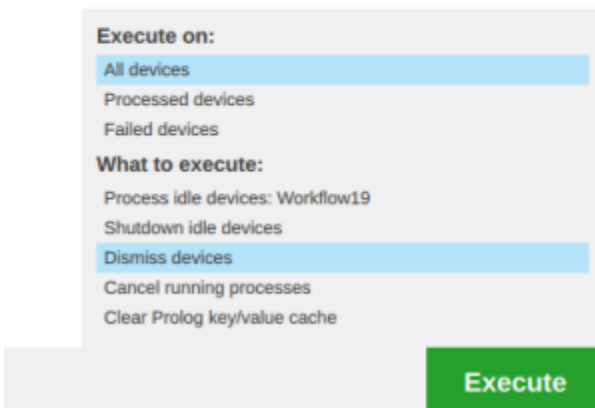 Execute on:
All devices
Processed devices
Failed devices
What to execute:
Process idle devices: Workflow19
Shutdown idle devices
Dismiss devices
Cancel running processes
Clear Prolog key/value cache
Execute